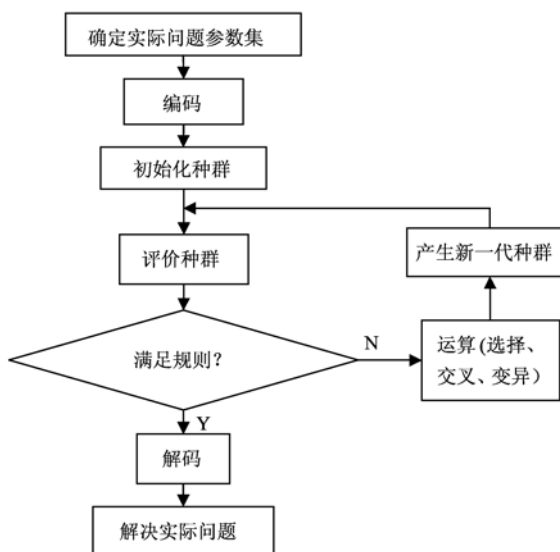 确定实际问题参数集
编码
初始化种群
评价种群
产生新一代种群
满足规则?
N
运算(选择、
交叉、变异)
Y
解码
解决实际问题